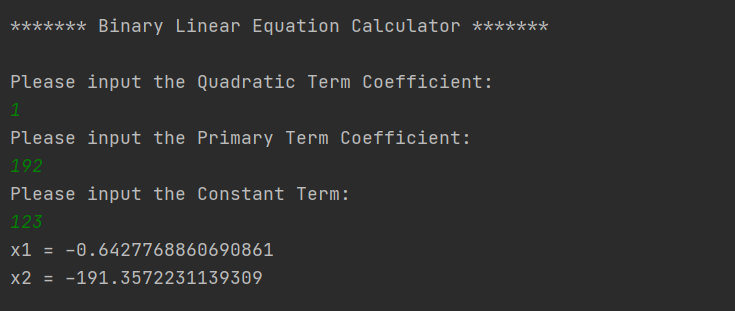 ******* Binary Linear Equation Calculator *******
Please input the Quadratic Term Coefficient:
1
Please input the Primary Term Coefficient:
192
Please input the Constant Term:
123
x1 = -0.6427768860690861
x2 = -191.3572231139309